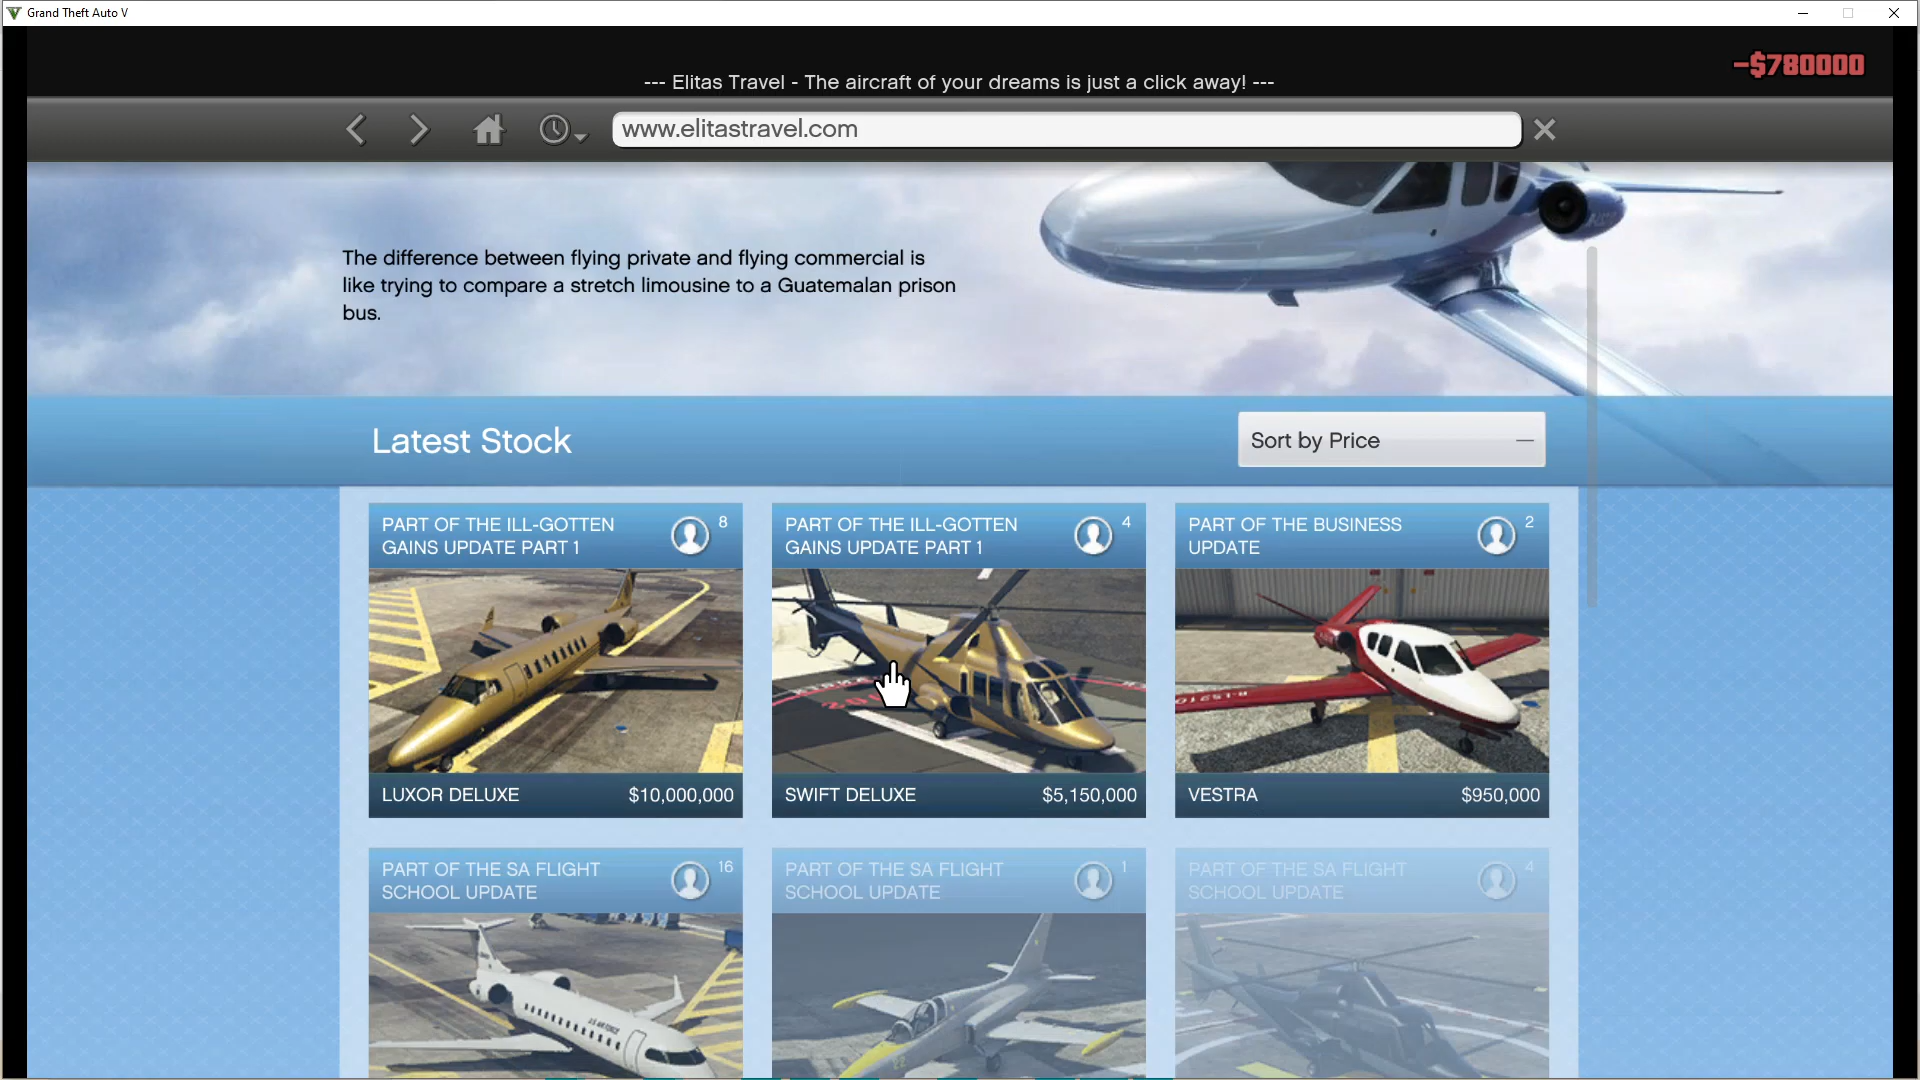 Grand Theft Auto V
-$780000
--- Elitas Travel - The aircraft of your dreams is just a click away! ---
www.elitastravel.com
The difference between flying private and flying commercial is
like trying to compare a stretch limousine to a Guatemalan prison
bus.
Latest Stock
Sort by Price
PART OF THE ILL-GOTTEN
GAINS UPDATE PART 1
8
PART OF THE ILL-GOTTEN
GAINS UPDATE PART 1
4
PART OF THE BUSINESS
UPDATE
2
LUXOR DELUXE $10,000,000
SWIFT DELUXE $5,150,000
VESTRA $950,000
PART OF THE SA FLIGHT
SCHOOL UPDATE
16
PART OF THE SA FLIGHT
SCHOOL UPDATE
1
PART OF THE SA FLIGHT
SCHOOL UPDATE
4